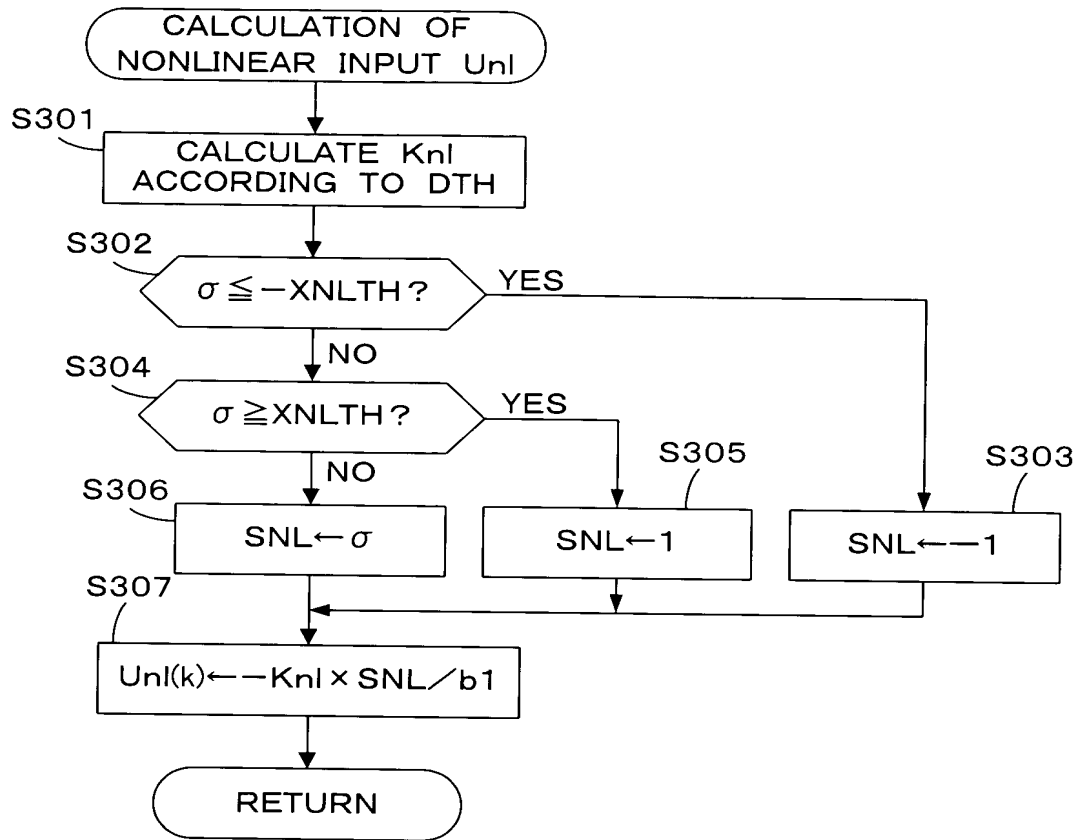 CALCULATION OF
NONLINEAR INPUT Unl
S301
CALCULATE Knl
ACCORDING TO DTH
S302
σ≦−XNLTH?
YES
NO
S304
σ≧XNLTH?
YES
NO
S306
SNL←σ
S305
SNL←1
S303
SNL←−1
S307
Unl(k)←−Knl×SNL/b1
RETURN